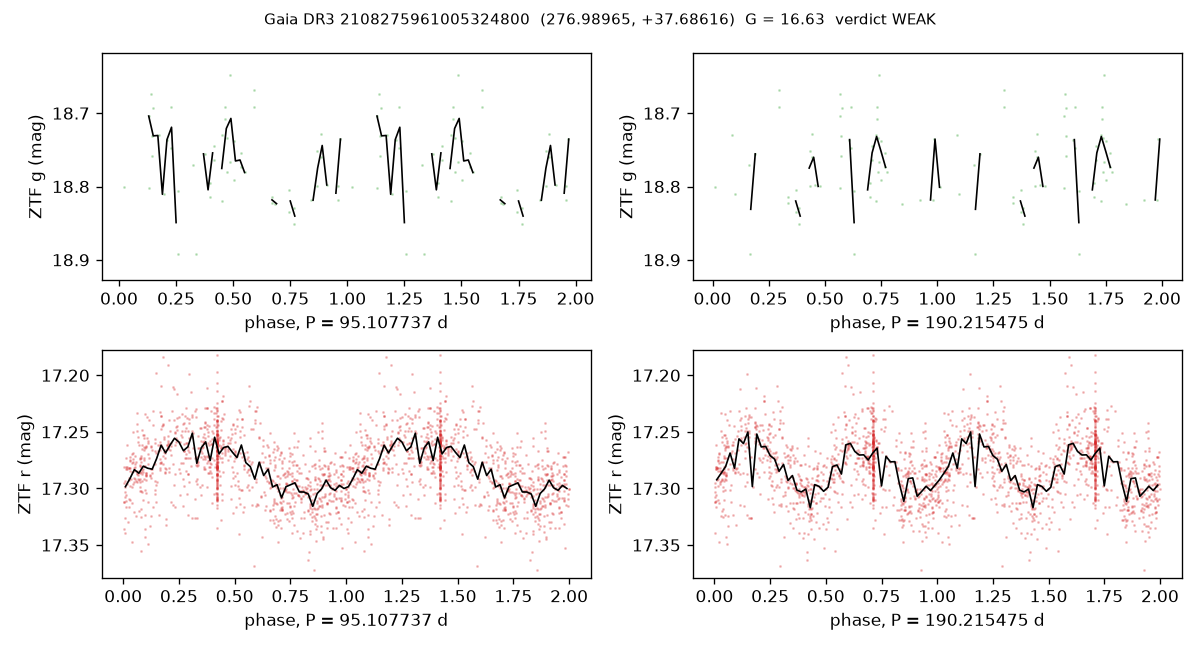 Gaia DR3 2108275961005324800 (276.98965, +37.68616) G = 16.63 verdict WEAK
ZTF g (mag)
18.7
18.8
18.9
0.00 0.25 0.50 0.75 1.00 1.25 1.50 1.75 2.00
phase, P = 95.107737 d
ZTF g (mag)
18.7
18.8
18.9
0.00 0.25 0.50 0.75 1.00 1.25 1.50 1.75 2.00
phase, P = 190.215475 d
ZTF r (mag)
17.20
17.25
17.30
17.35
0.00 0.25 0.50 0.75 1.00 1.25 1.50 1.75 2.00
phase, P = 95.107737 d
ZTF r (mag)
17.20
17.25
17.30
17.35
0.00 0.25 0.50 0.75 1.00 1.25 1.50 1.75 2.00
phase, P = 190.215475 d